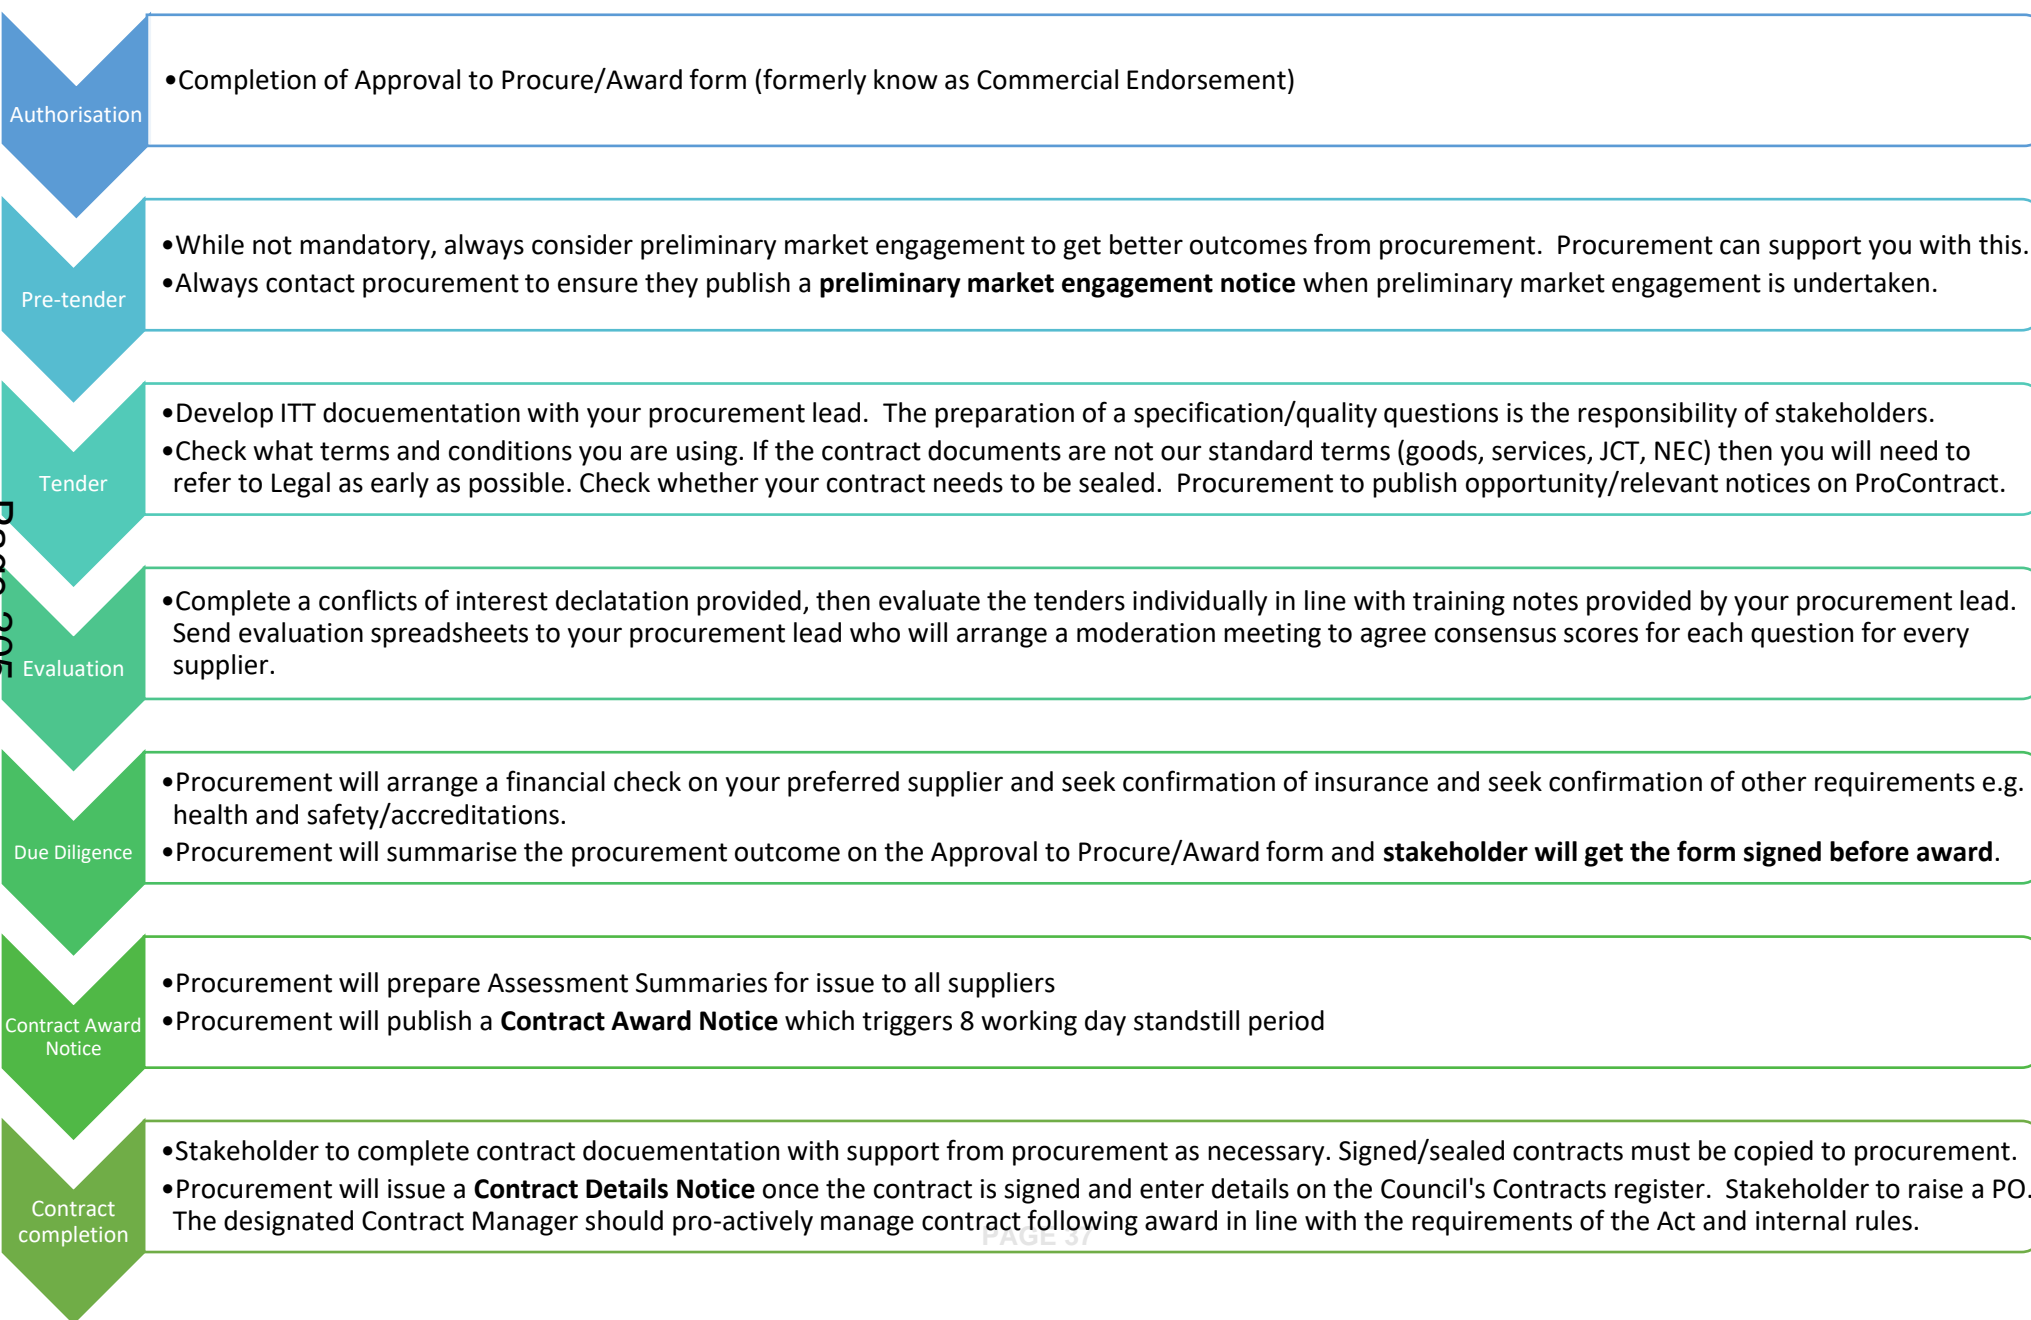 Authorisation
•Completion of Approval to Procure/Award form (formerly know as Commercial Endorsement)
Pre-tender
•While not mandatory, always consider preliminary market engagement to get better outcomes from procurement.  Procurement can support you with this.
•Always contact procurement to ensure they publish a preliminary market engagement notice when preliminary market engagement is undertaken.
Tender
•Develop ITT docuementation with your procurement lead.  The preparation of a specification/quality questions is the responsibility of stakeholders.
•Check what terms and conditions you are using. If the contract documents are not our standard terms (goods, services, JCT, NEC) then you will need to
refer to Legal as early as possible. Check whether your contract needs to be sealed.  Procurement to publish opportunity/relevant notices on ProContract.
Page 205
Evaluation
•Complete a conflicts of interest declatation provided, then evaluate the tenders individually in line with training notes provided by your procurement lead.
Send evaluation spreadsheets to your procurement lead who will arrange a moderation meeting to agree consensus scores for each question for every
supplier.
Due Diligence
•Procurement will arrange a financial check on your preferred supplier and seek confirmation of insurance and seek confirmation of other requirements e.g.
health and safety/accreditations.
•Procurement will summarise the procurement outcome on the Approval to Procure/Award form and stakeholder will get the form signed before award.
Contract Award
Notice
•Procurement will prepare Assessment Summaries for issue to all suppliers
•Procurement will publish a Contract Award Notice which triggers 8 working day standstill period
Contract
completion
•Stakeholder to complete contract docuementation with support from procurement as necessary. Signed/sealed contracts must be copied to procurement.
•Procurement will issue a Contract Details Notice once the contract is signed and enter details on the Council's Contracts register.  Stakeholder to raise a PO.
The designated Contract Manager should pro-actively manage contract following award in line with the requirements of the Act and internal rules.
PAGE 37